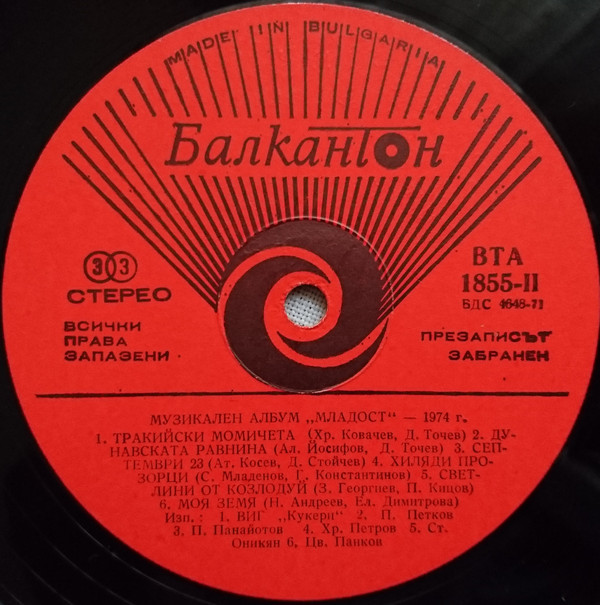 MADE IN BULGARIA
Балкантон
33
СТЕРЕО
ВТА
1855-II
БДС 4648-71
ВСИЧКИ
ПРАВА
ЗАПАЗЕНИ
ПРЕЗАПИСЪТ
ЗАБРАНЕН
МУЗИКАЛЕН АЛБУМ „МЛАДОСТ“ — 1974 г.
1. ТРАКИЙСКИ МОМИЧЕТА (Хр. Ковачев, Д. Точев) 2. ДУ-
НАВСКАТА РАВНИНА (Ал. Йосифов, Д. Точев) 3. СЕП-
ТЕМВРИ 23 (Ат. Косев, Д. Стойчев) 4. ХИЛЯДИ ПРО-
ЗОРЦИ (С. Младенов, Г. Константинов) 5. СВЕТ-
ЛИНИ ОТ КОЗЛОДУЙ (З. Георгиев, П. Кицов)
6. МОЯ ЗЕМЯ (Н. Андреев, Ел. Димитрова)
Изп.: 1. ВИГ „Кукери“ 2. П. Петков
3. П. Панайотов 4. Хр. Петров 5. Ст.
Оникян 6. Цв. Панков